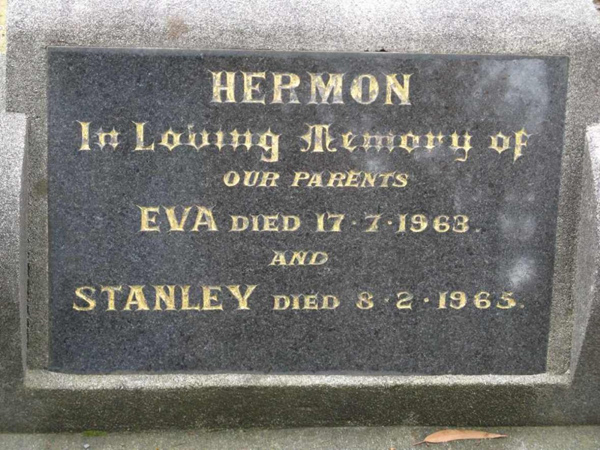 HERMON
In Loving Memory of
OUR PARENTS
EVA DIED 17·7·1963.
AND
STANLEY DIED 8·2·1965.